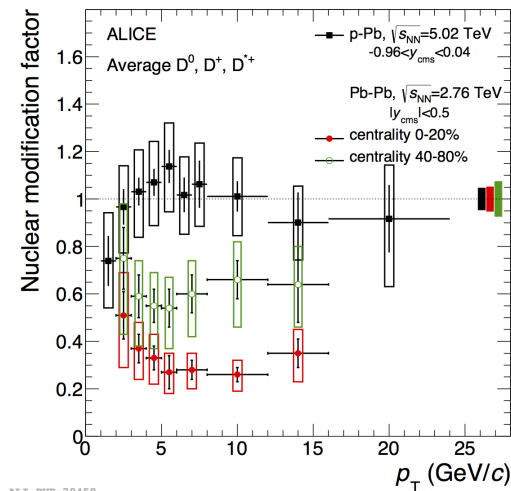 ALICE
Average D⁰, D⁺, D*⁺
p-Pb, √sNN=5.02 TeV
-0.96<ycms<0.04
Pb-Pb, √sNN=2.76 TeV
|ycms|<0.5
centrality 0-20%
centrality 40-80%
Nuclear modification factor
1.8
1.6
1.4
1.2
1
0.8
0.6
0.4
0.2
0
0 5 10 15 20 25
pT (GeV/c)